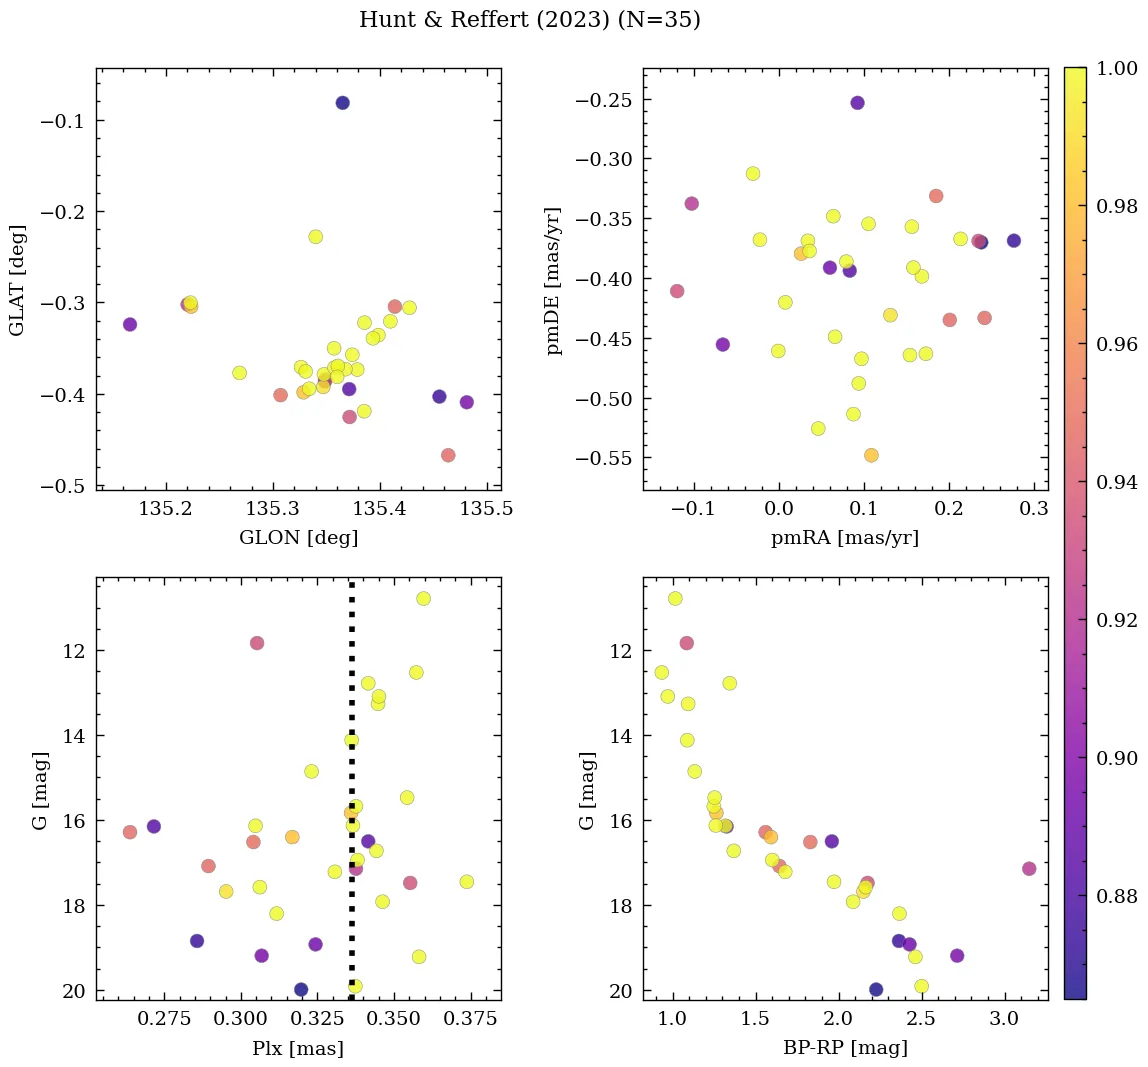 Hunt & Reffert (2023) (N=35)
−0.1
−0.2
−0.3
−0.4
−0.5
GLAT [deg]
135.2 135.3 135.4 135.5
GLON [deg]
−0.25
−0.30
−0.35
−0.40
−0.45
−0.50
−0.55
pmDE [mas/yr]
−0.1 0.0 0.1 0.2 0.3
pmRA [mas/yr]
12
14
16
18
20
G [mag]
0.275 0.300 0.325 0.350 0.375
Plx [mas]
12
14
16
18
20
G [mag]
1.0 1.5 2.0 2.5 3.0
BP-RP [mag]
1.00
0.98
0.96
0.94
0.92
0.90
0.88